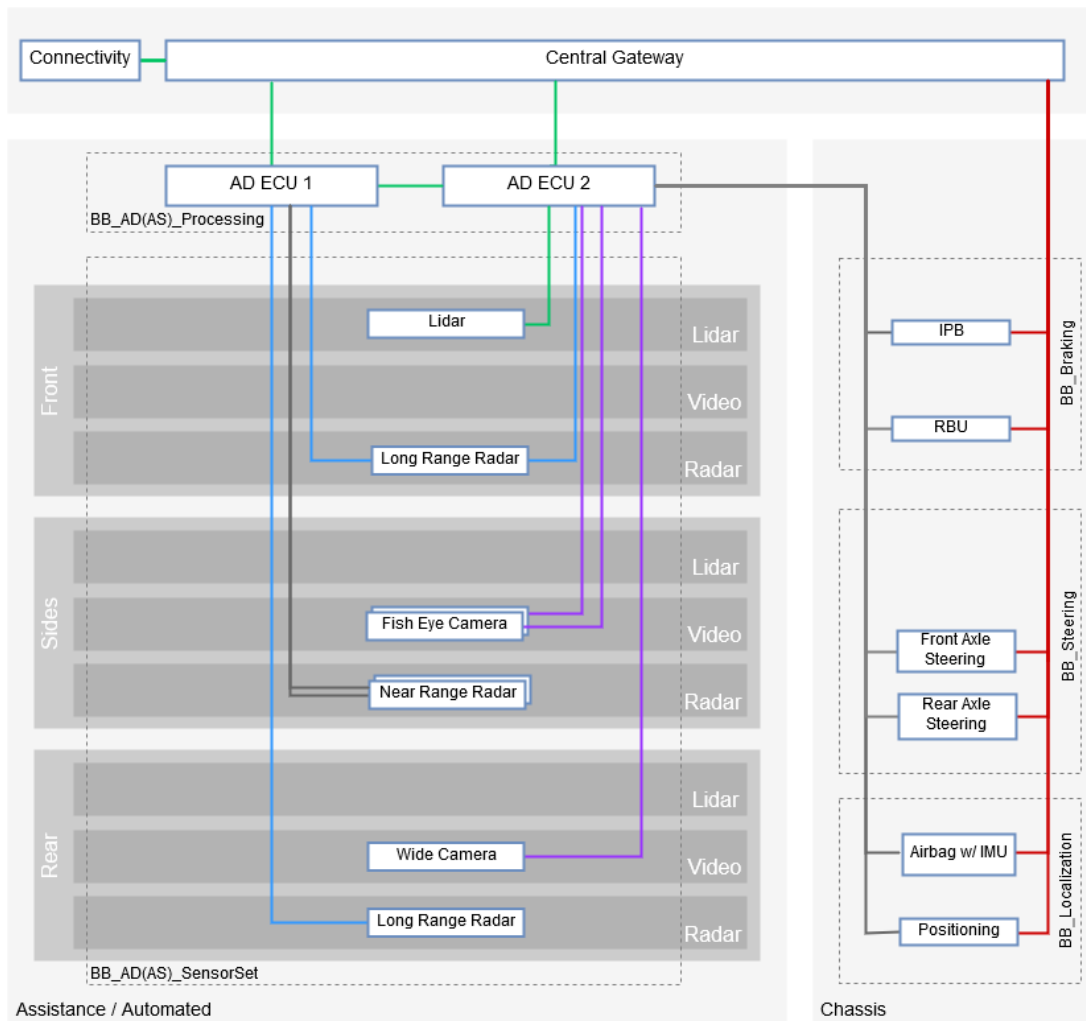 Connectivity
Central Gateway
AD ECU 1
AD ECU 2
BB_AD(AS)_Processing
Front
Lidar
Lidar
Video
Long Range Radar
Radar
Sides
Lidar
Fish Eye Camera
Video
Near Range Radar
Radar
Rear
Lidar
Wide Camera
Video
Long Range Radar
Radar
BB_AD(AS)_SensorSet
Assistance / Automated
IPB
RBU
BB_Braking
Front Axle
Steering
Rear Axle
Steering
BB_Steering
Airbag w/ IMU
Positioning
BB_Localization
Chassis